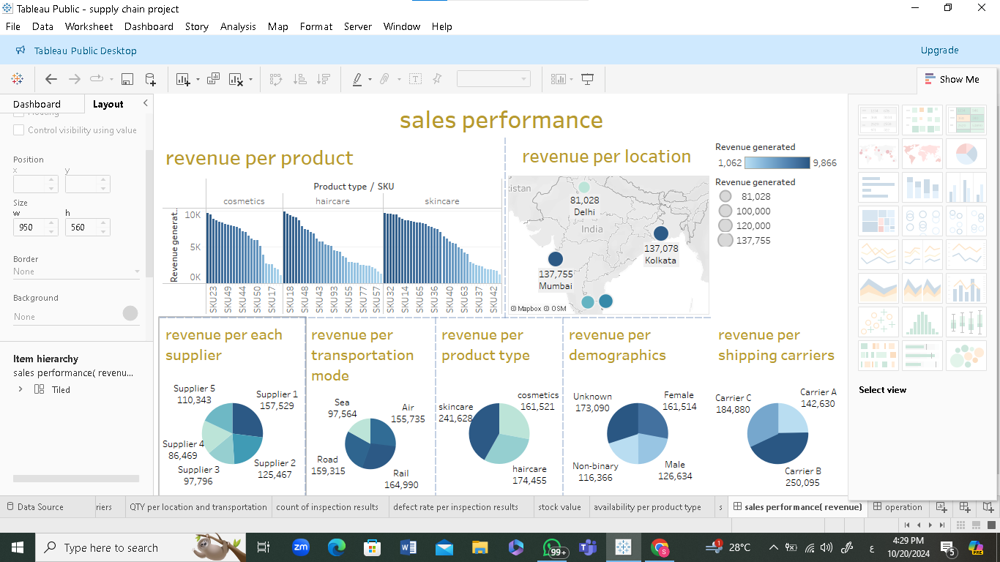 Tableau Public - supply chain project
File Data Worksheet Dashboard Story Analysis Map Format Server Window Help
Tableau Public Desktop
Upgrade
Show Me
Dashboard
Layout
Control visibility using value
Position
x
y
Size
w
h
950
560
Border
None
Background
None
Item hierarchy
sales performance( revenu...
Tiled
sales performance
revenue per product
Product type / SKU
cosmetics
haircare
skincare
Revenue generat..
10K
5K
0K
SKU23
SKU49
SKU44
SKU50
SKU17
SKU18
SKU48
SKU43
SKU93
SKU55
SKU77
SKU57
SKU32
SKU14
SKU65
SKU36
SKU40
SKU63
SKU37
SKU42
revenue per location
istan
81,028
Delhi
India
137,078
Kolkata
137,755
Mumbai
© Mapbox © OSM
Revenue generated
1,062
9,866
Revenue generated
81,028
100,000
120,000
137,755
revenue per each
supplier
Supplier 5
110,343
Supplier 1
157,529
Supplier 4
86,469
Supplier 3
97,796
Supplier 2
125,467
revenue per
transportation
mode
Sea
97,564
Air
155,735
Road
159,315
Rail
164,990
revenue per
product type
skincare
241,628
cosmetics
161,521
haircare
174,455
revenue per
demographics
Unknown
173,090
Female
161,514
Non-binary
116,366
Male
126,634
revenue per
shipping carriers
Carrier C
184,880
Carrier A
142,630
Carrier B
250,095
Select view
Data Source
riers
QTY per location and transportation
count of inspection results
defect rate per inspection results
stock value
availability per product type
s
sales performance( revenue)
operation
Type here to search
zm
99+
S
1
28°C
ع
4:29 PM
10/20/2024
5
PRE